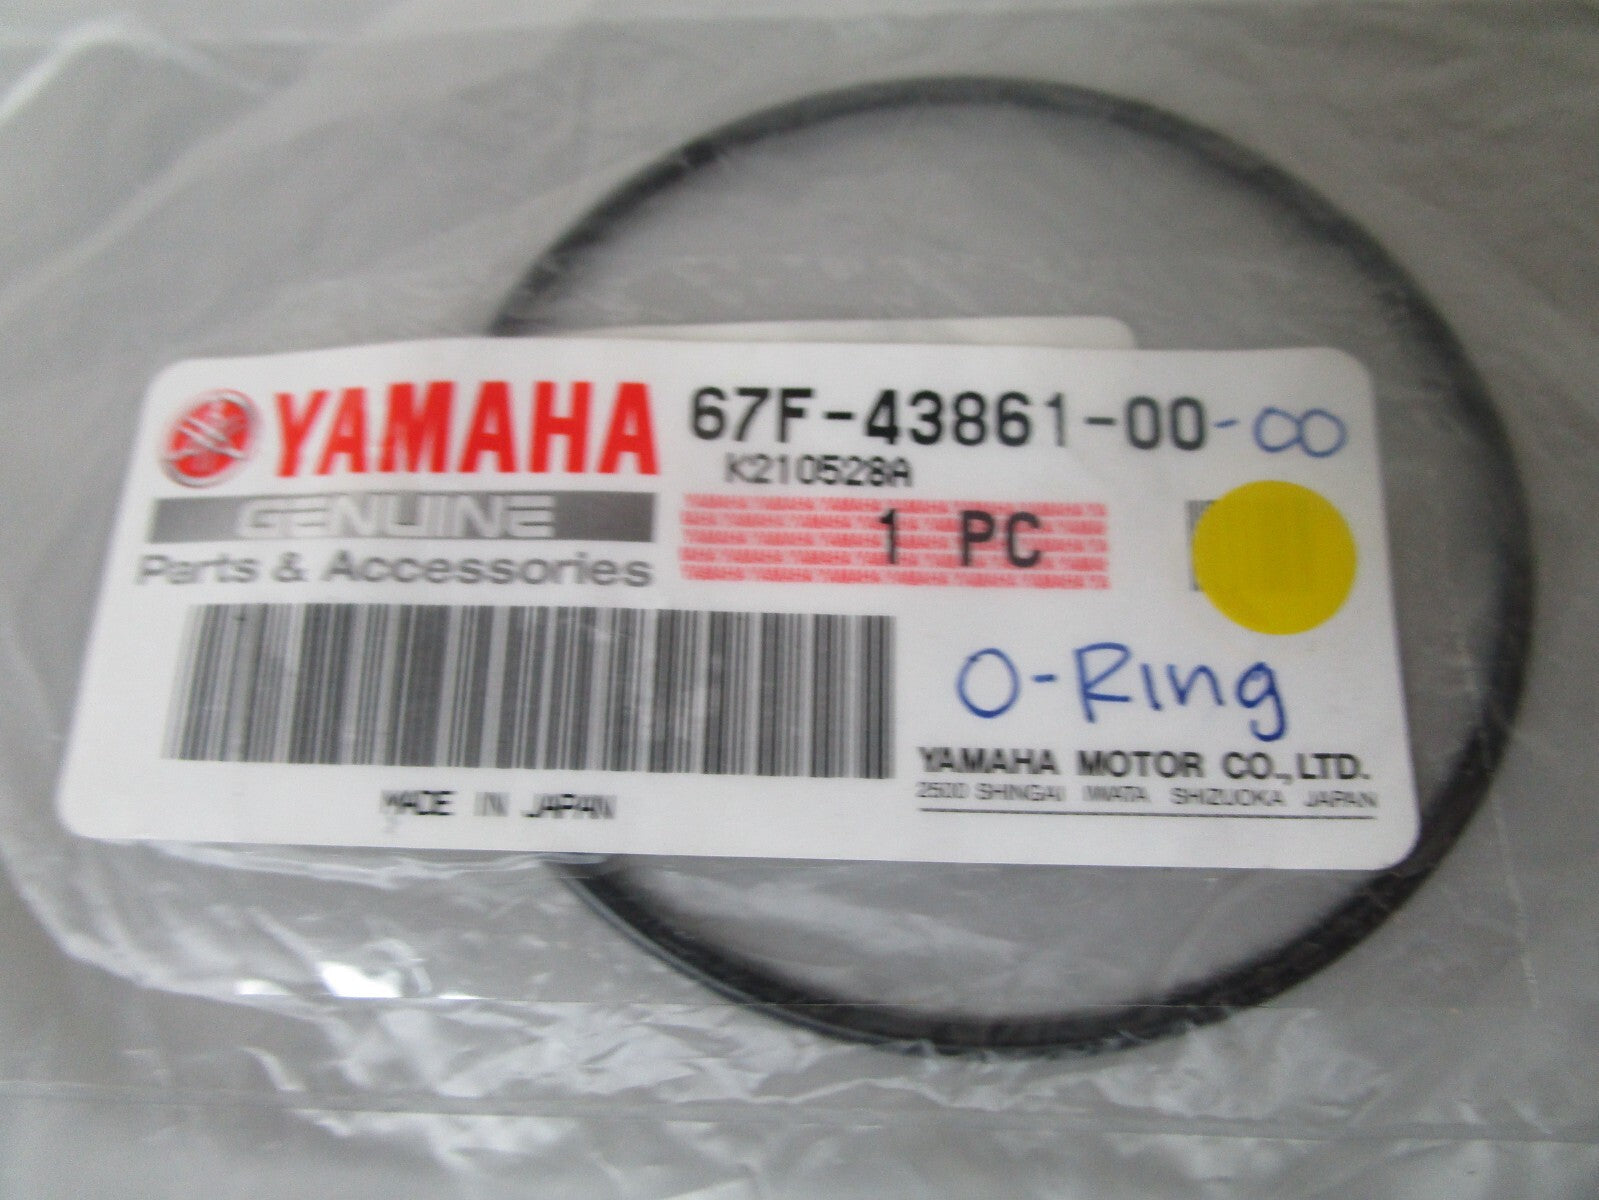 YAMAHA
GENUINE
Parts & Accessories
67F-43861-00-00
K210528A
1 PC
O-Ring
YAMAHA MOTOR CO.,LTD.
2500 SHINGAI IWATA SHIZUOKA JAPAN
MADE IN JAPAN